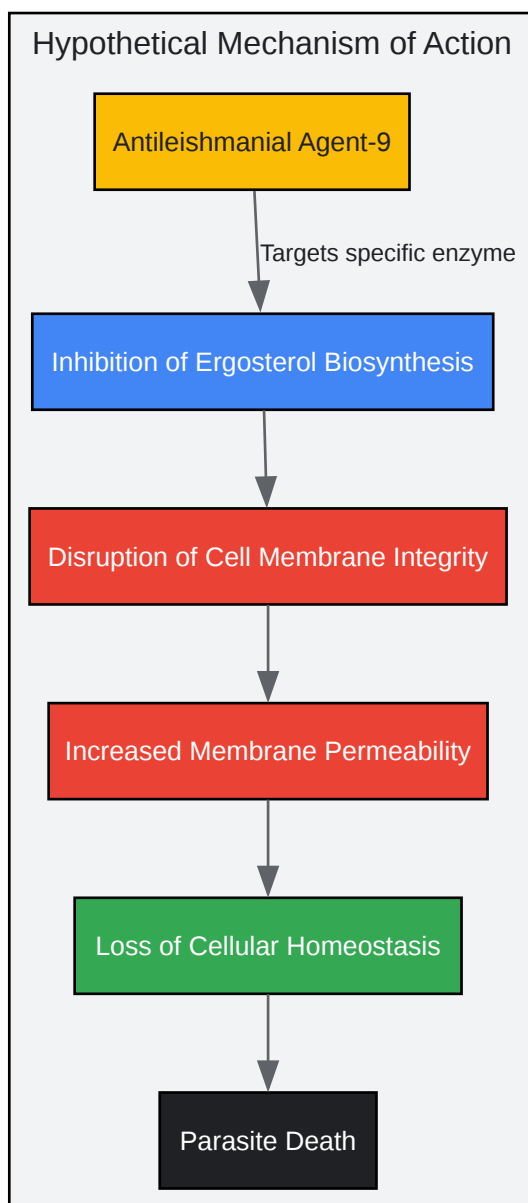 Hypothetical Mechanism of Action
Antileishmanial Agent-9
Targets specific enzyme
Inhibition of Ergosterol Biosynthesis
Disruption of Cell Membrane Integrity
Increased Membrane Permeability
Loss of Cellular Homeostasis
Parasite Death